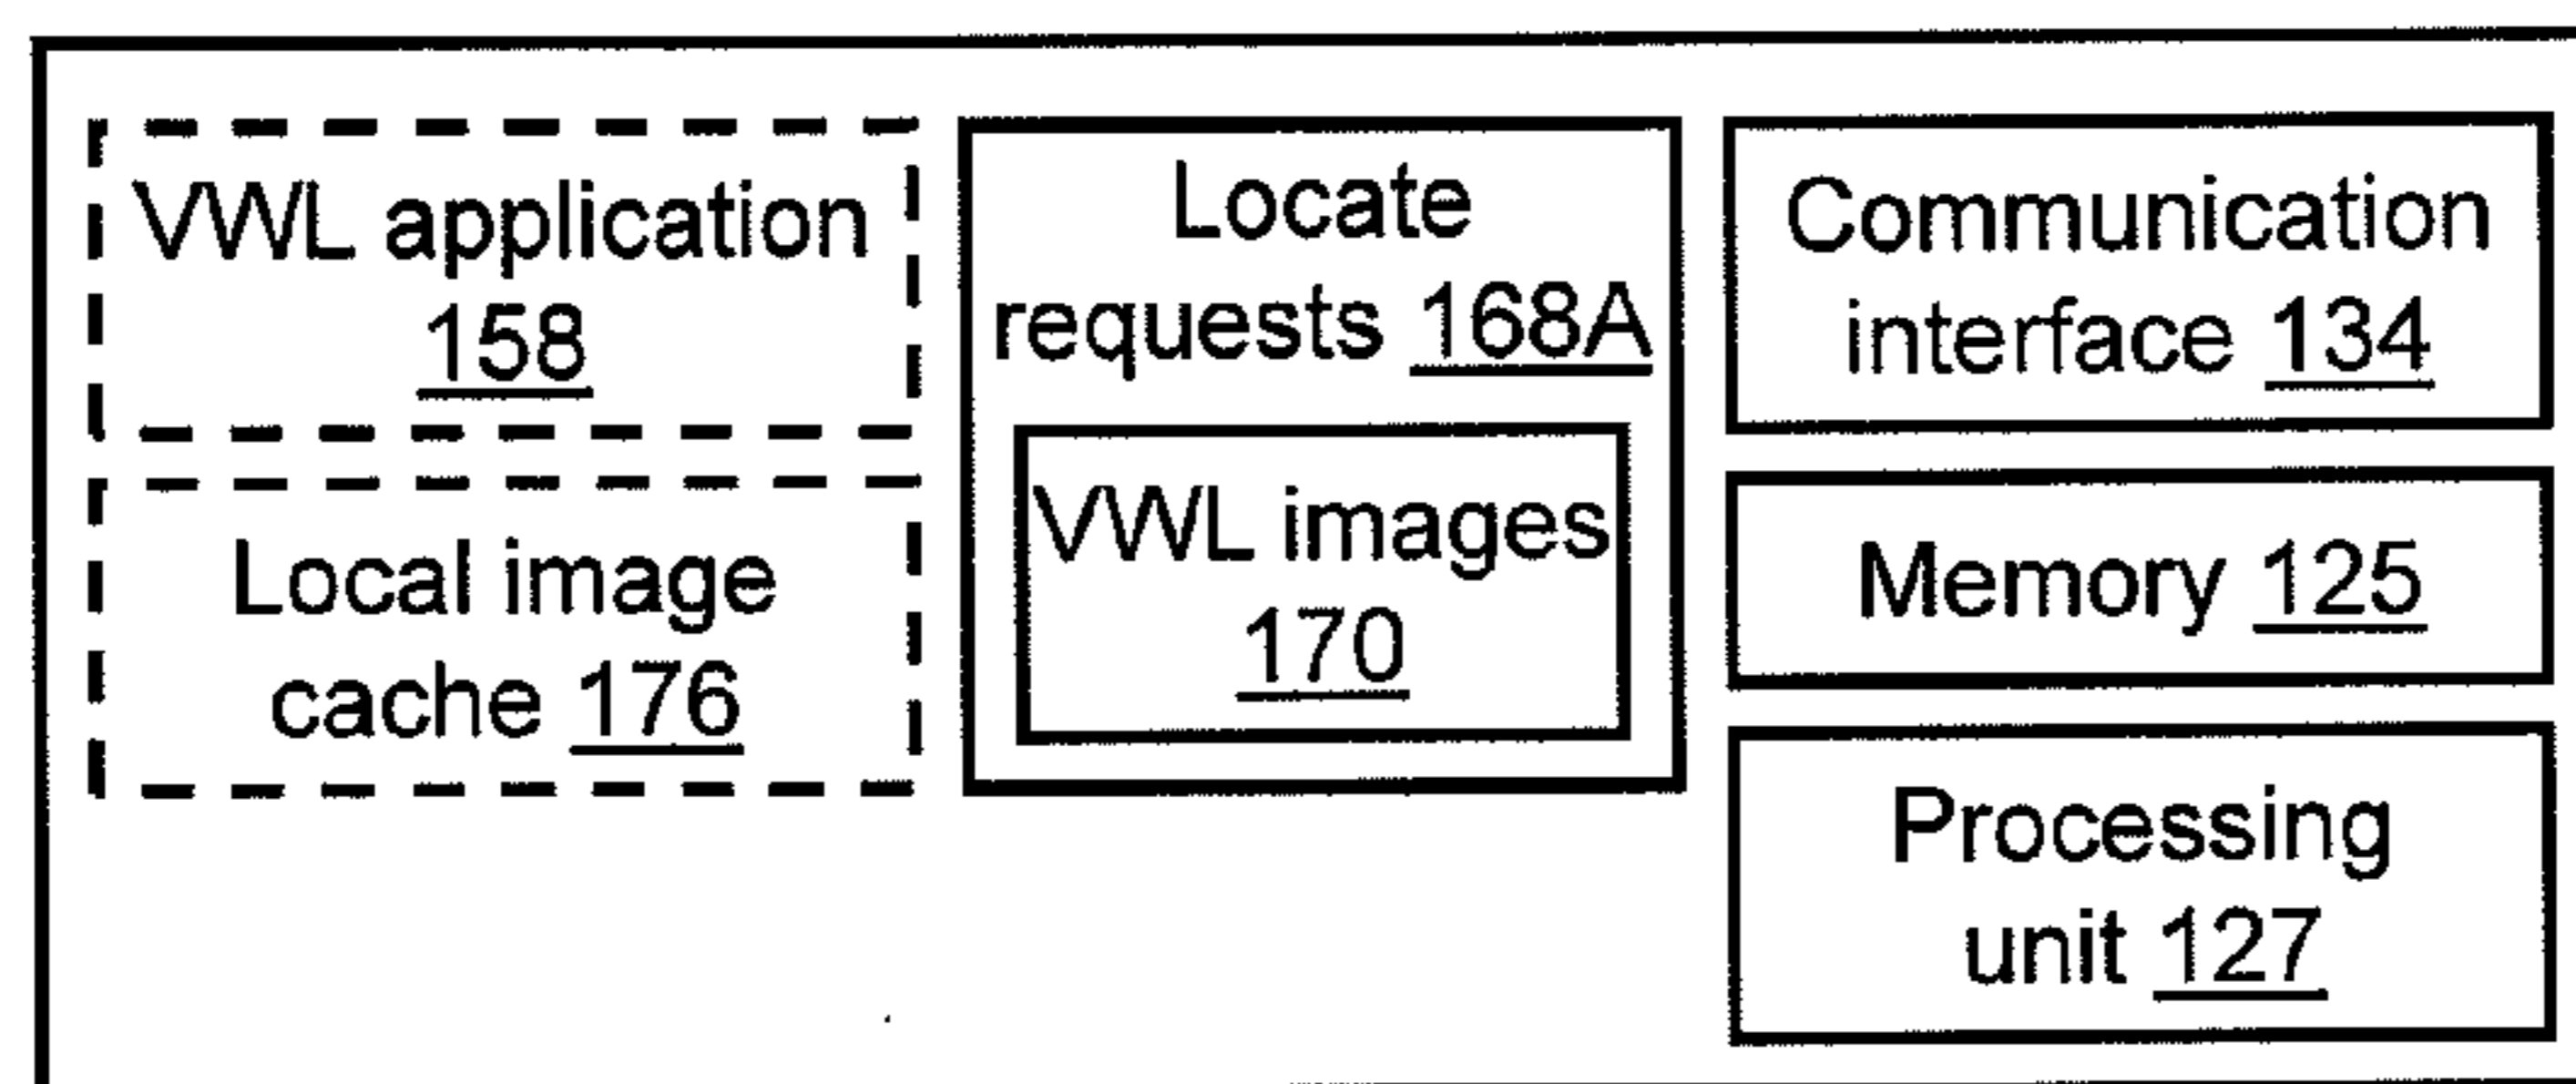 VWL application
158
Local image
cache 176
Locate
requests 168A
VWL images
170
Communication
interface 134
Memory 125
Processing
unit 127